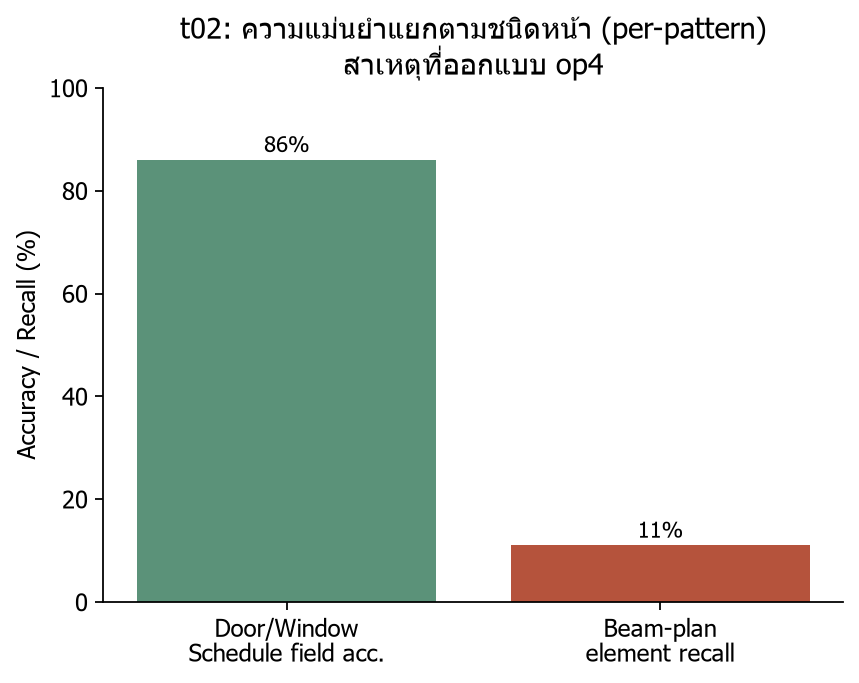 t02: ความแม่นยำแยกตามชนิดหน้า (per-pattern)
สาเหตุที่ออกแบบ op4
Accuracy / Recall (%)
100
80
60
40
20
0
86%
11%
Door/Window
Schedule field acc.
Beam-plan
element recall